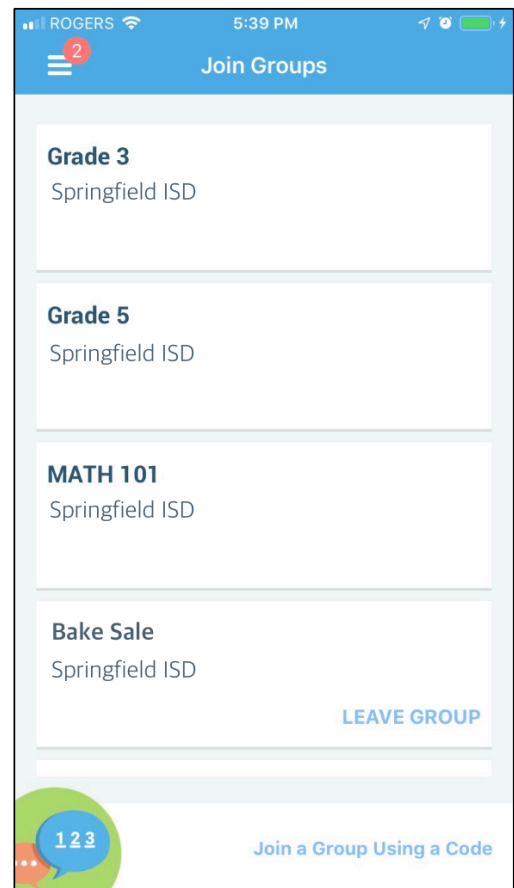 ROGERS 5:39 PM
2
Join Groups
Grade 3
Springfield ISD
Grade 5
Springfield ISD
MATH 101
Springfield ISD
Bake Sale
Springfield ISD
LEAVE GROUP
123
Join a Group Using a Code